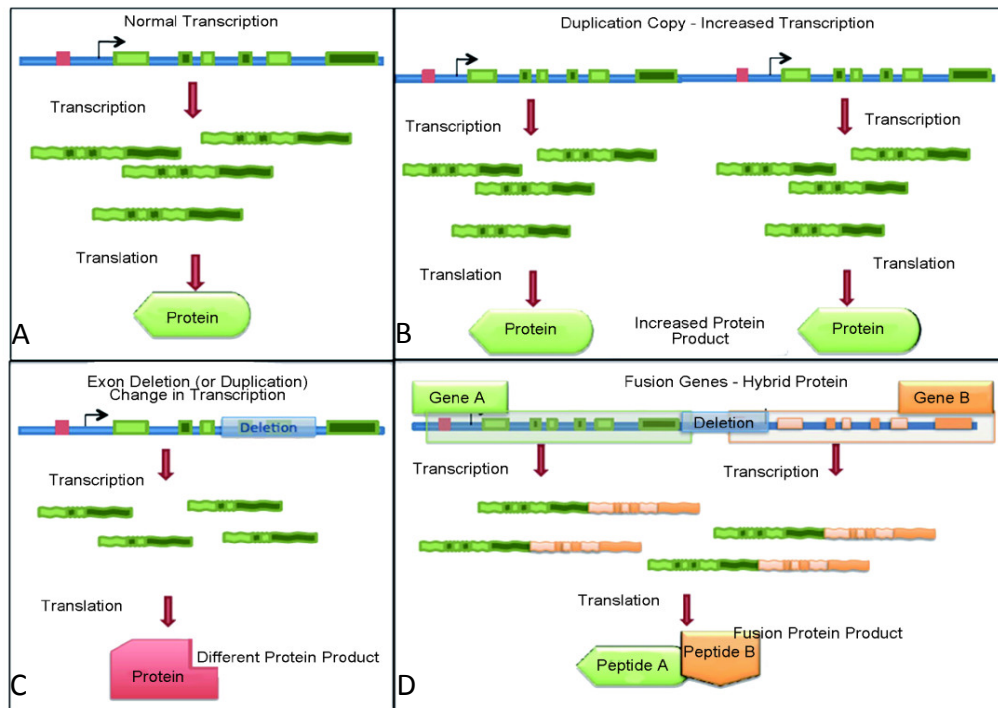 Normal Transcription
Transcription
Translation
Protein
A
Duplication Copy - Increased Transcription
Transcription
Transcription
Translation
Translation
Protein
Increased Protein
Product
Protein
B
Exon Deletion (or Duplication)
Change in Transcription
Deletion
Transcription
Translation
Protein
Different Protein Product
C
Fusion Genes - Hybrid Protein
Gene A
Gene B
Deletion
Transcription
Transcription
Translation
Fusion Protein Product
Peptide A
Peptide B
D